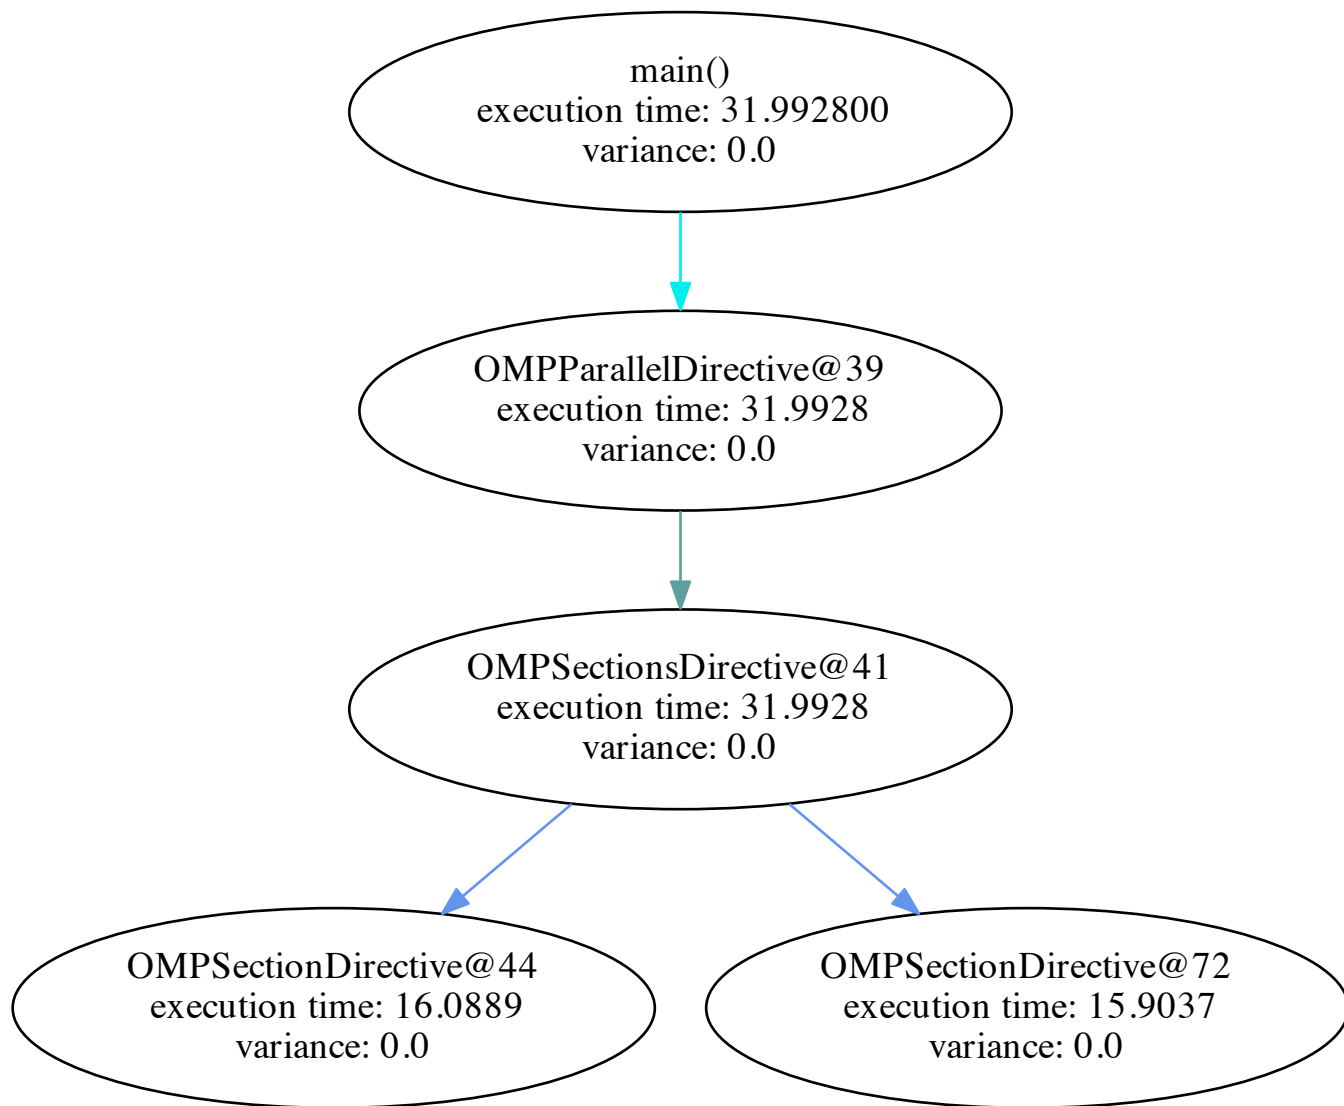 main()
execution time: 31.992800
variance: 0.0
OMPParallelDirective@39
execution time: 31.9928
variance: 0.0
OMPSectionsDirective@41
execution time: 31.9928
variance: 0.0
OMPSectionDirective@44
execution time: 16.0889
variance: 0.0
OMPSectionDirective@72
execution time: 15.9037
variance: 0.0